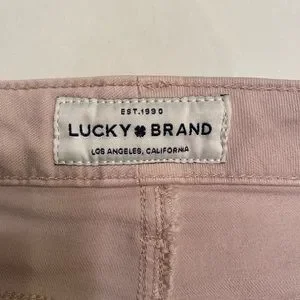 EST. 1990
LUCKY BRAND
LOS ANGELES, CALIFORNIA